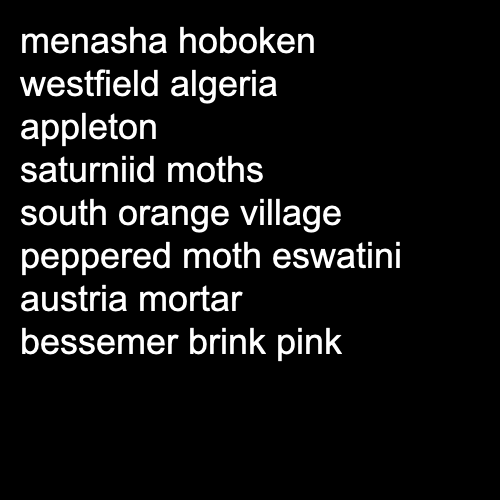 menasha hoboken
westfield algeria
appleton
saturniid moths
south orange village
peppered moth eswatini
austria mortar
bessemer brink pink